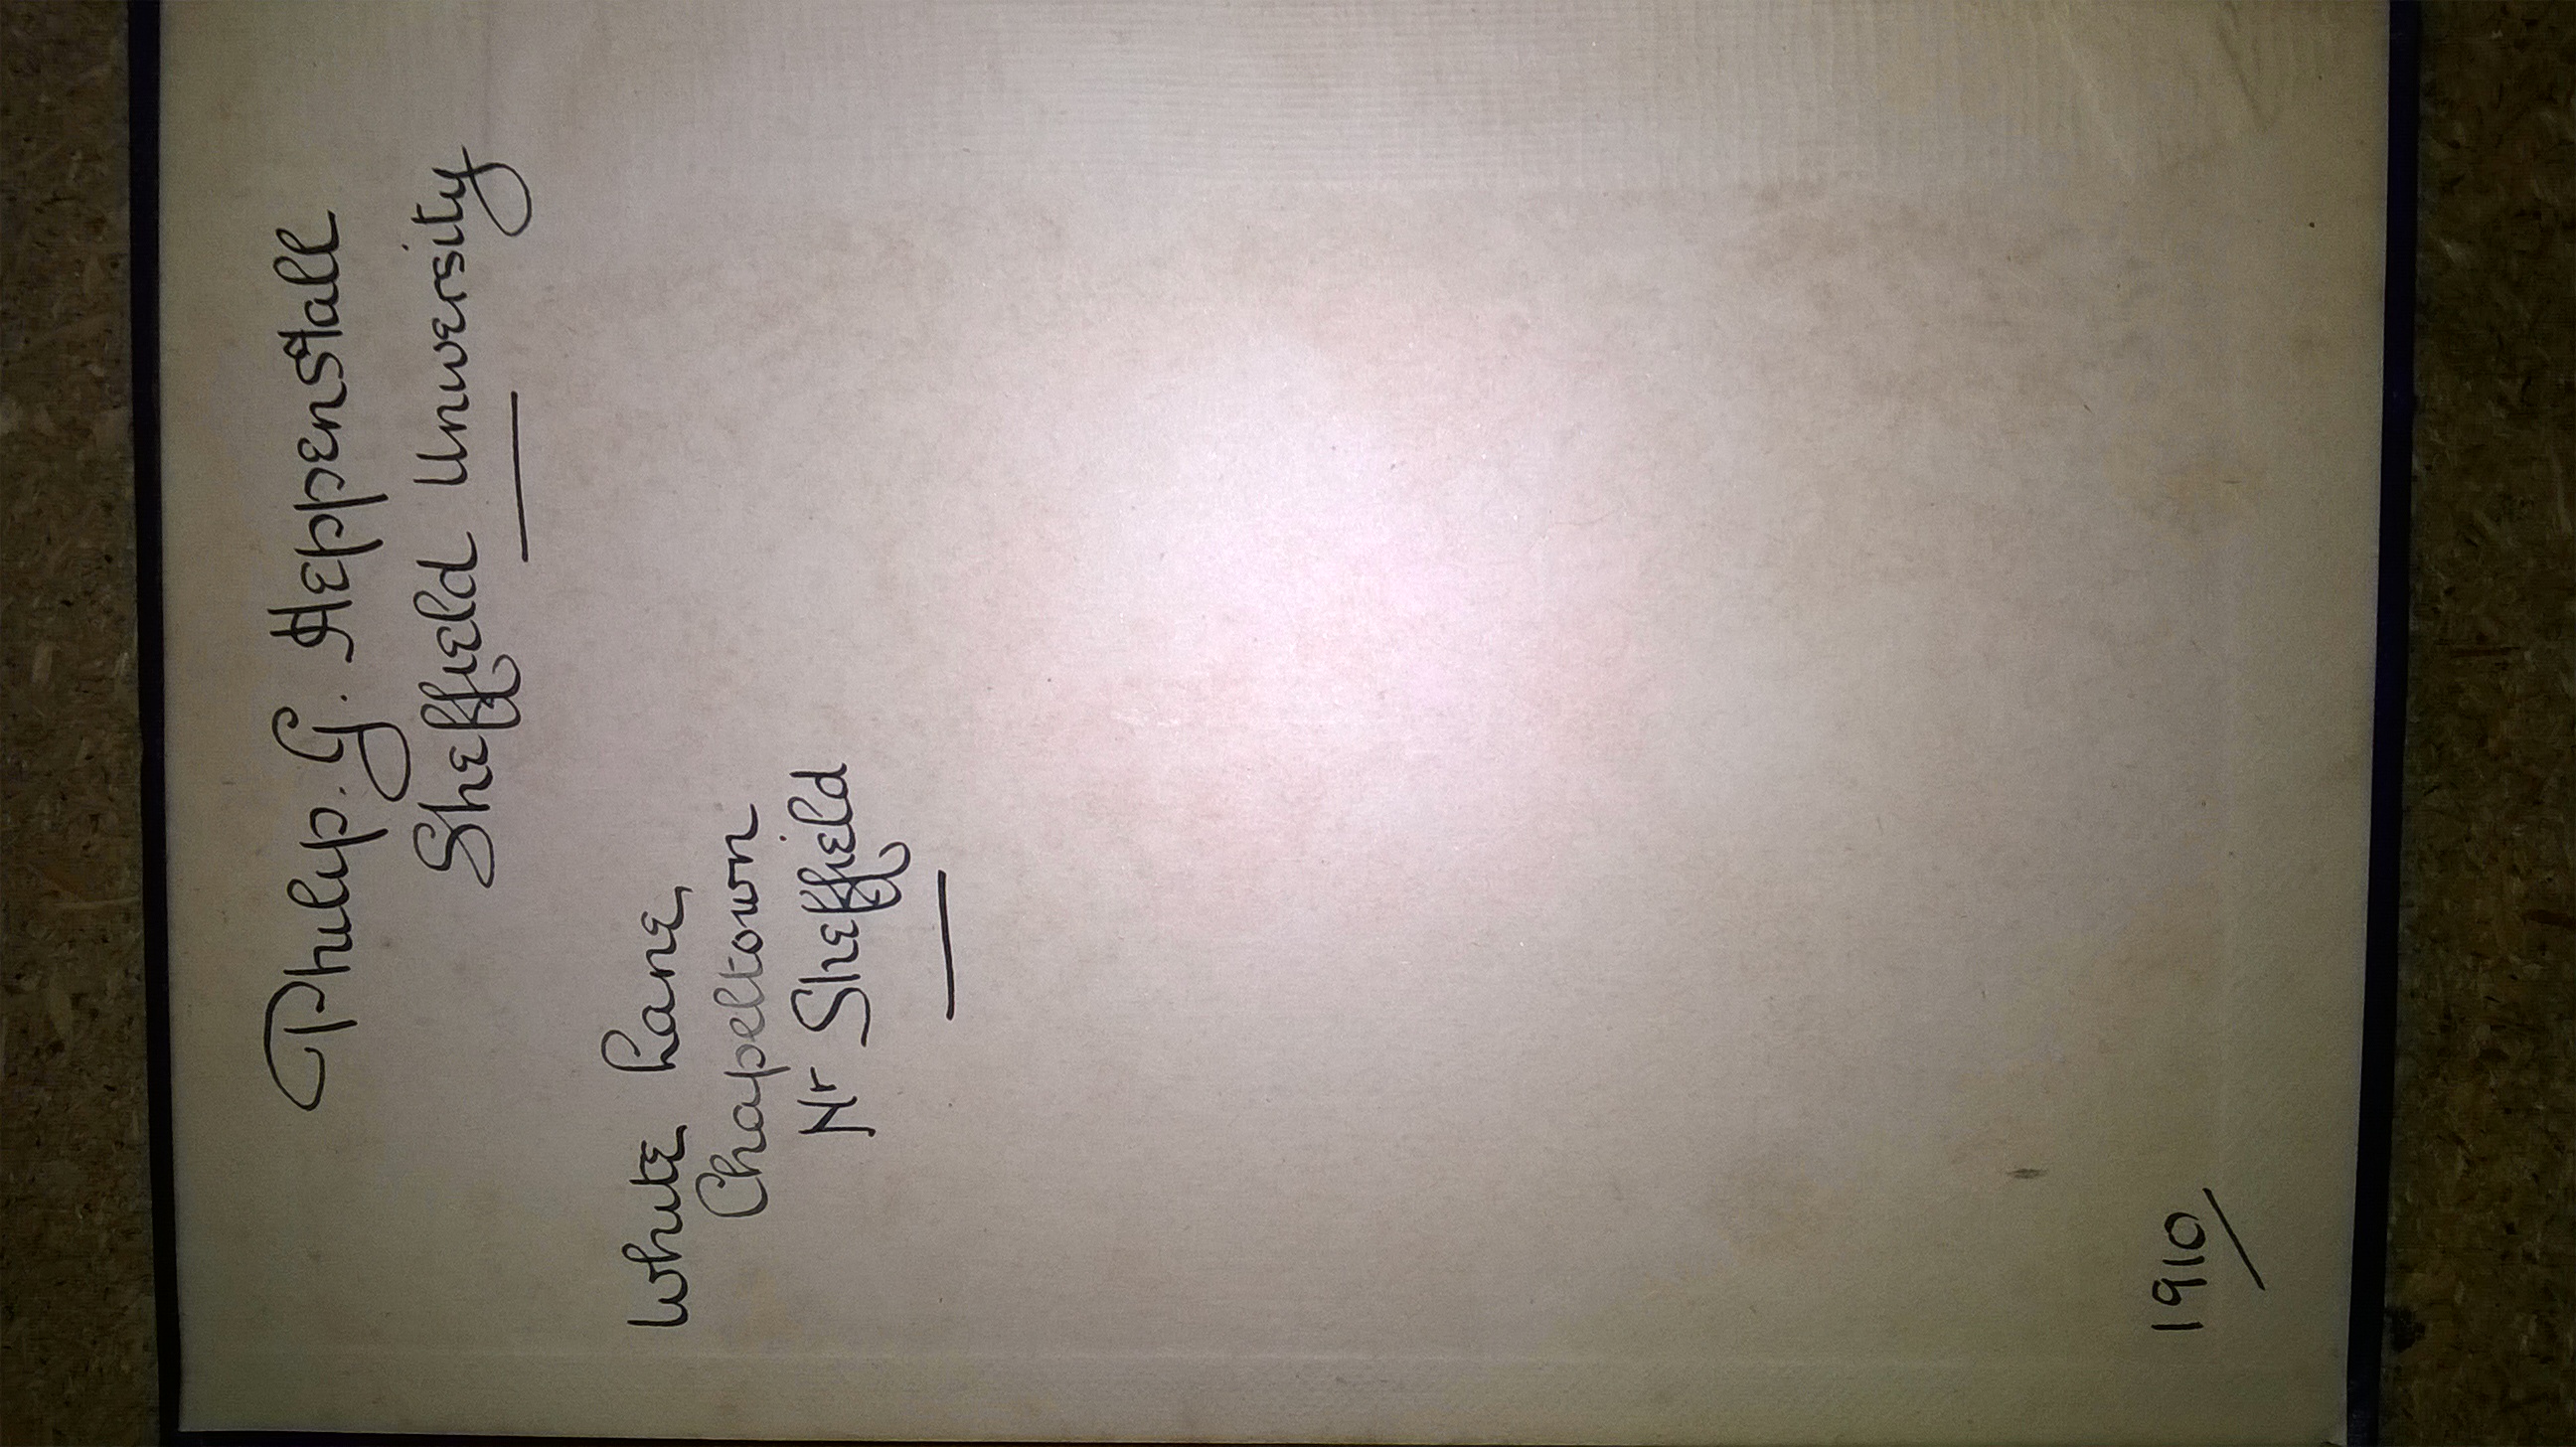 Philip. G. Heppenstall
Sheffield University
White Lane,
Chapeltown
Nr Sheffield
1910